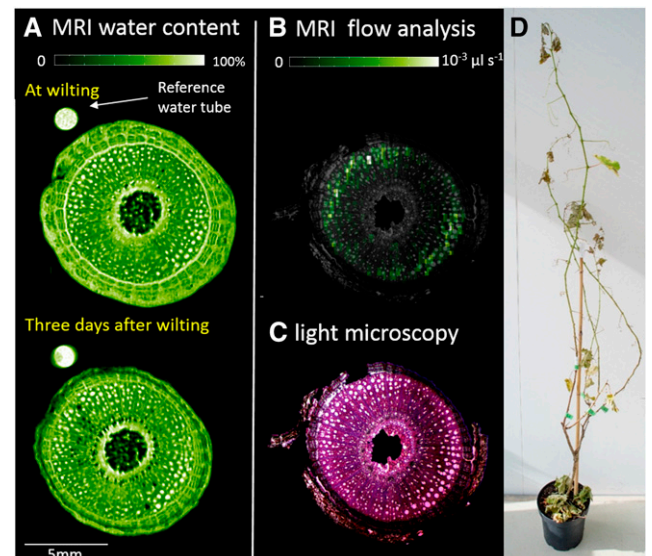 A MRI water content
0 100%
At wilting
Reference
water tube
Three days after wilting
5mm
B MRI flow analysis
0 10⁻³ µl s⁻¹
C light microscopy
D